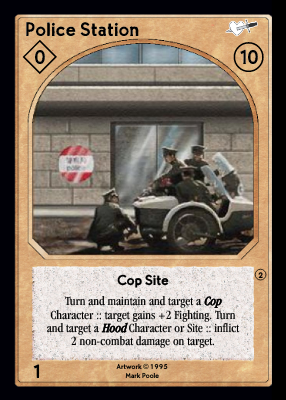 Police Station
0
10
Cop Site
2
Turn and maintain and target a Cop
Character :: target gains +2 Fighting. Turn
and target a Hood Character or Site :: inflict
2 non-combat damage on target.
1
Artwork © 1995
Mark Poole